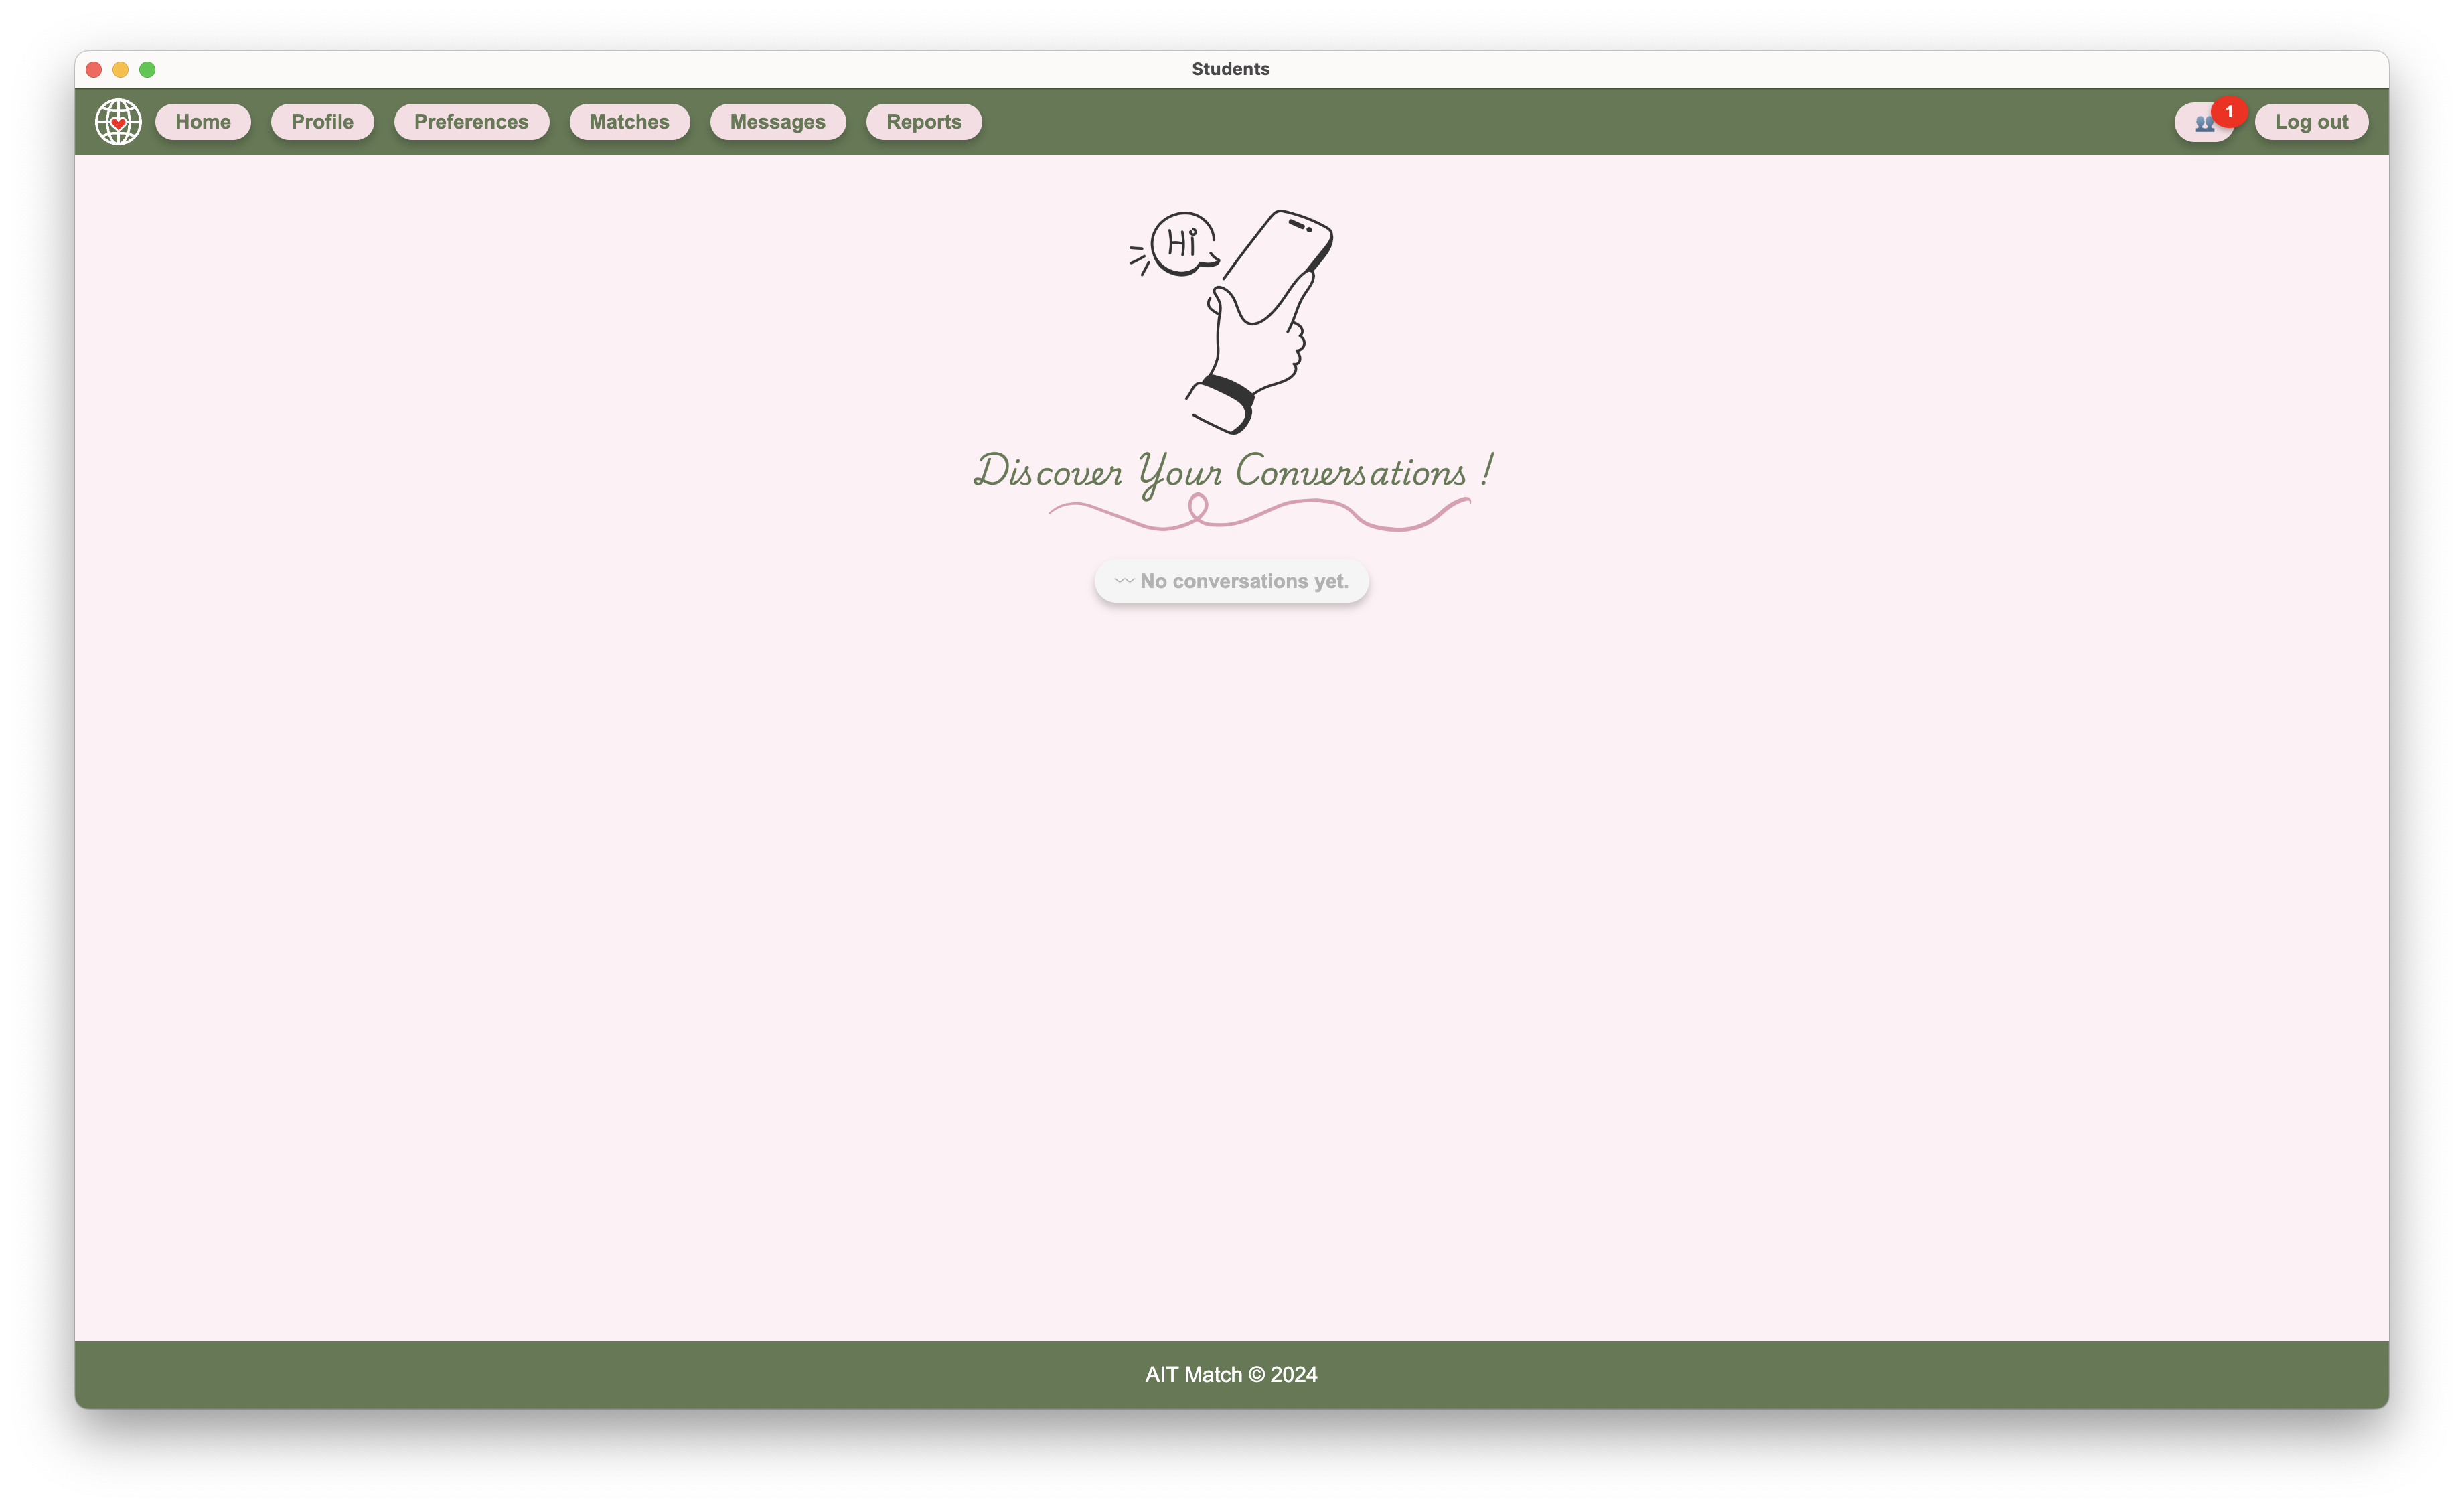 Students
Home Profile Preferences Matches Messages Reports 1 Log out
Hi
Discover Your Conversations !
No conversations yet.
AIT Match © 2024